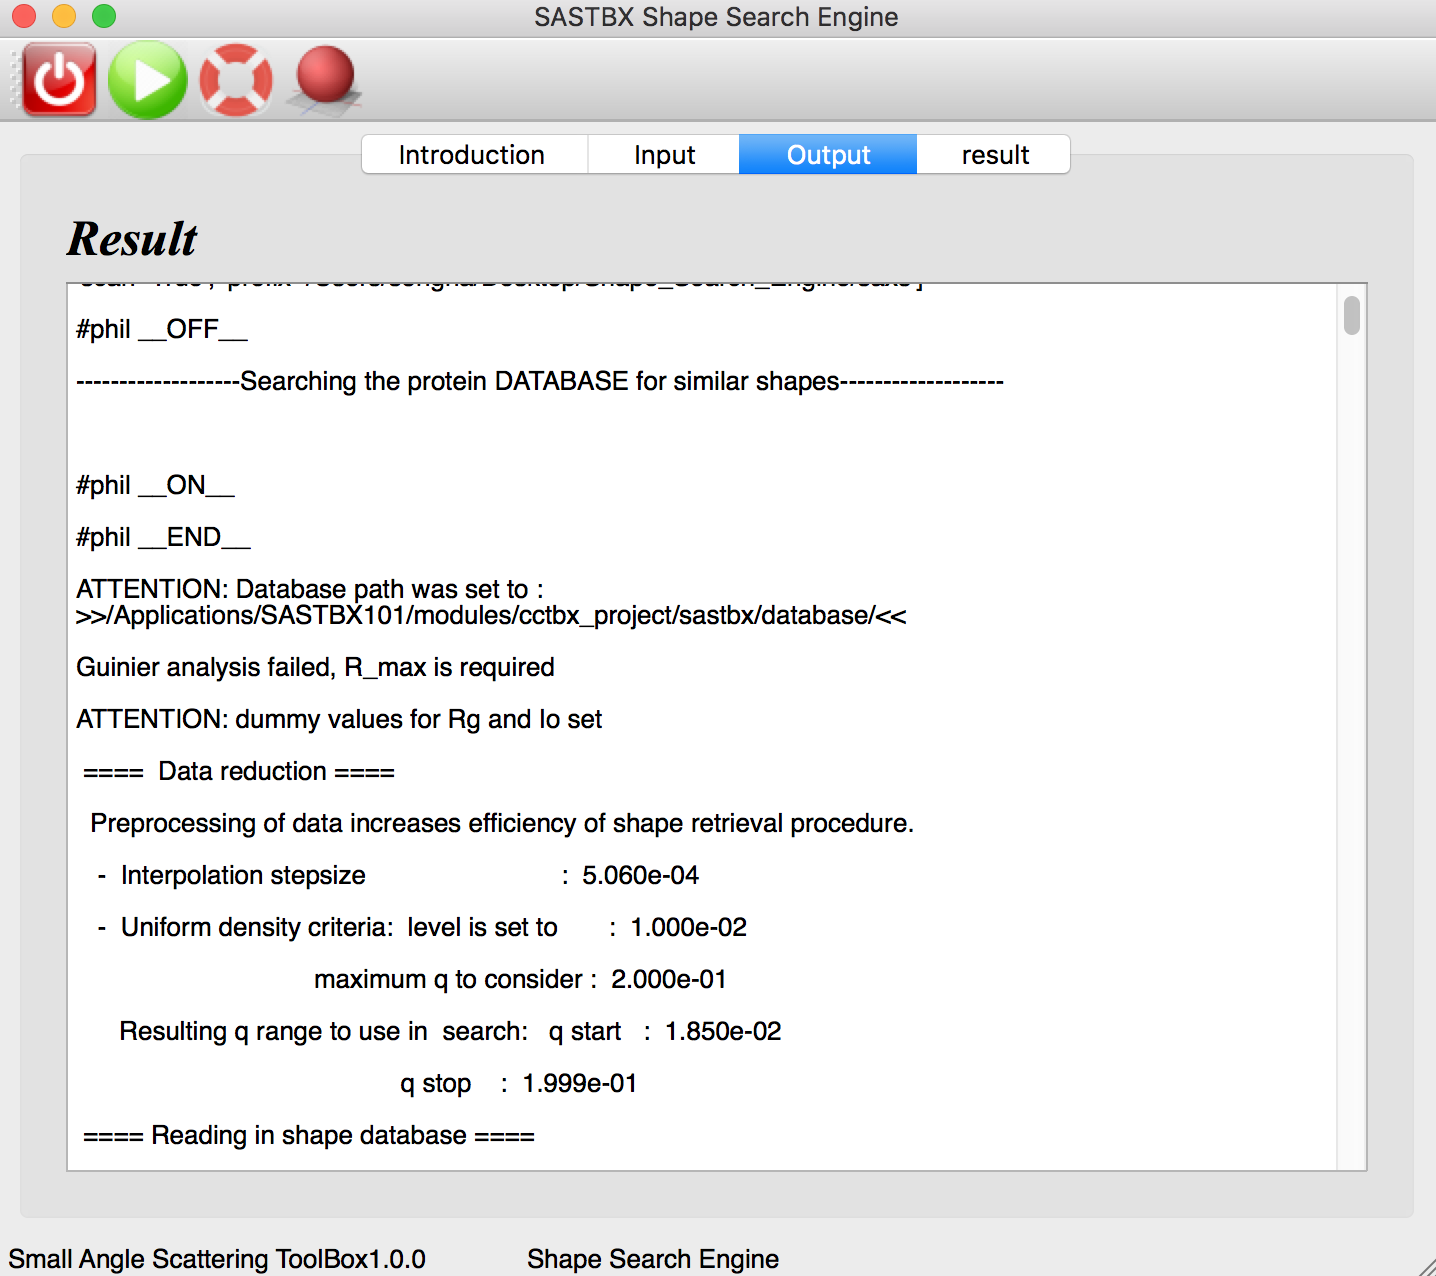 SASTBX Shape Search Engine
Introduction Input Output result
Result
#phil __OFF__
-------------------Searching the protein DATABASE for similar shapes-------------------
#phil __ON__
#phil __END__
ATTENTION: Database path was set to :
>>/Applications/SASTBX101/modules/cctbx_project/sastbx/database/<<
Guinier analysis failed, R_max is required
ATTENTION: dummy values for Rg and Io set
==== Data reduction ====
Preprocessing of data increases efficiency of shape retrieval procedure.
- Interpolation stepsize : 5.060e-04
- Uniform density criteria: level is set to : 1.000e-02
maximum q to consider : 2.000e-01
Resulting q range to use in search: q start : 1.850e-02
q stop : 1.999e-01
==== Reading in shape database ====
Small Angle Scattering ToolBox1.0.0 Shape Search Engine